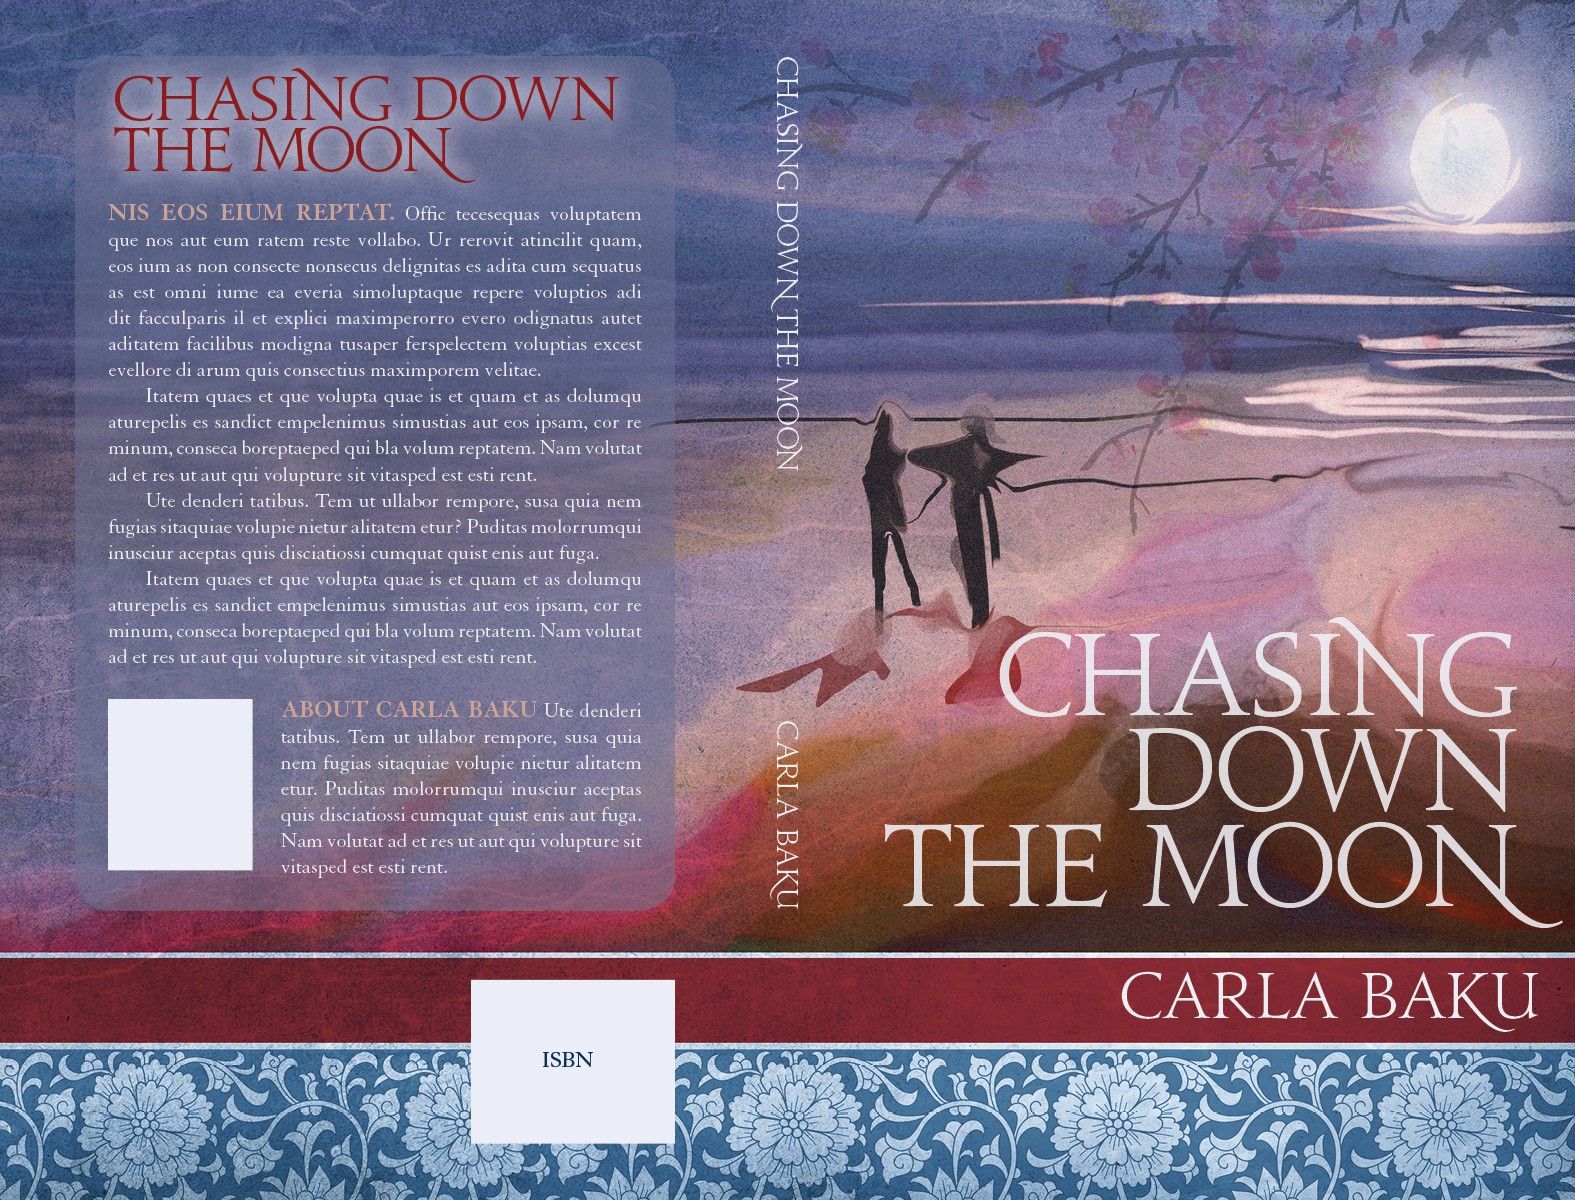 CHASING DOWN
THE MOON
NIS EOS EIUM REPTAT. Offic tecesequas voluptatem
que nos aut eum ratem reste vollabo. Ur rerovit atincilit quam,
eos ium as non consecte nonsecus delignitas es adita cum sequatus
as est omni iume ea everia simoluptaque repere voluptios adi
dit facculparis il et explici maximperorro evero odignatus autet
aditatem facilibus modigna tusaper ferspelectem voluptias excest
evellore di arum quis consectius maximporem velitae.
Itatem quaes et que volupta quae is et quam et as dolumqu
aturepelis es sandict empelenimus simustias aut eos ipsam, cor re
minum, conseca boreptaeped qui bla volum reptatem. Nam volutat
ad et res ut aut qui volupture sit vitasped est esti rent.
Ute denderi tatibus. Tem ut ullabor rempore, susa quia nem
fugias sitaquiae volupie nietur alitatem etur? Puditas molorrumqui
inusciur aceptas quis disciatiossi cumquat quist enis aut fuga.
Itatem quaes et que volupta quae is et quam et as dolumqu
aturepelis es sandict empelenimus simustias aut eos ipsam, cor re
minum, conseca boreptaeped qui bla volum reptatem. Nam volutat
ad et res ut aut qui volupture sit vitasped est esti rent.
ABOUT CARLA BAKU Ute denderi
tatibus. Tem ut ullabor rempore, susa quia
nem fugias sitaquiae volupie nietur alitatem
etur. Puditas molorrumqui inusciur aceptas
quis disciatiossi cumquat quist enis aut fuga.
Nam volutat ad et res ut aut qui volupture sit
vitasped est esti rent.
ISBN
CHASING DOWN THE MOON
CARLA BAKU
CHASING
DOWN
THE MOON
CARLA BAKU